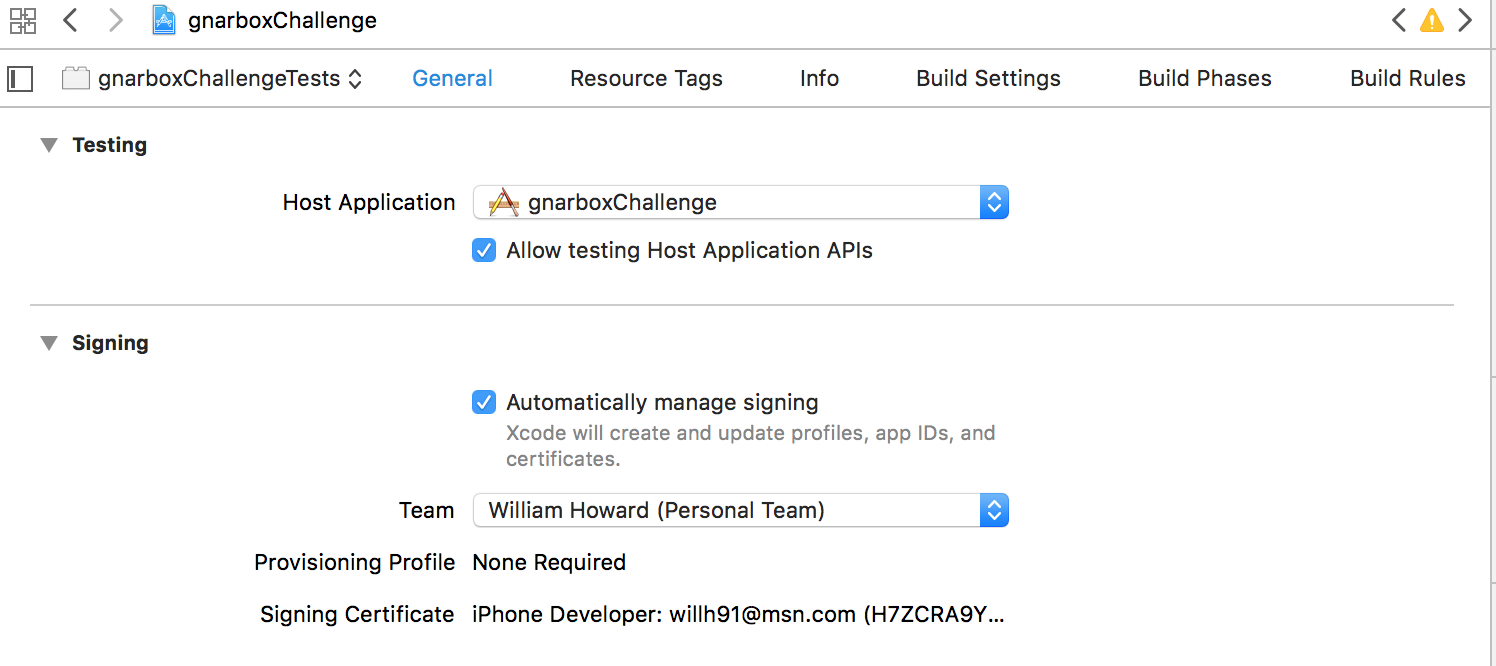 gnarboxChallenge
gnarboxChallengeTests General Resource Tags Info Build Settings Build Phases Build Rules
Testing
Host Application gnarboxChallenge
Allow testing Host Application APIs
Signing
Automatically manage signing
Xcode will create and update profiles, app IDs, and
certificates.
Team William Howard (Personal Team)
Provisioning Profile None Required
Signing Certificate iPhone Developer: willh91@msn.com (H7ZCRA9Y...